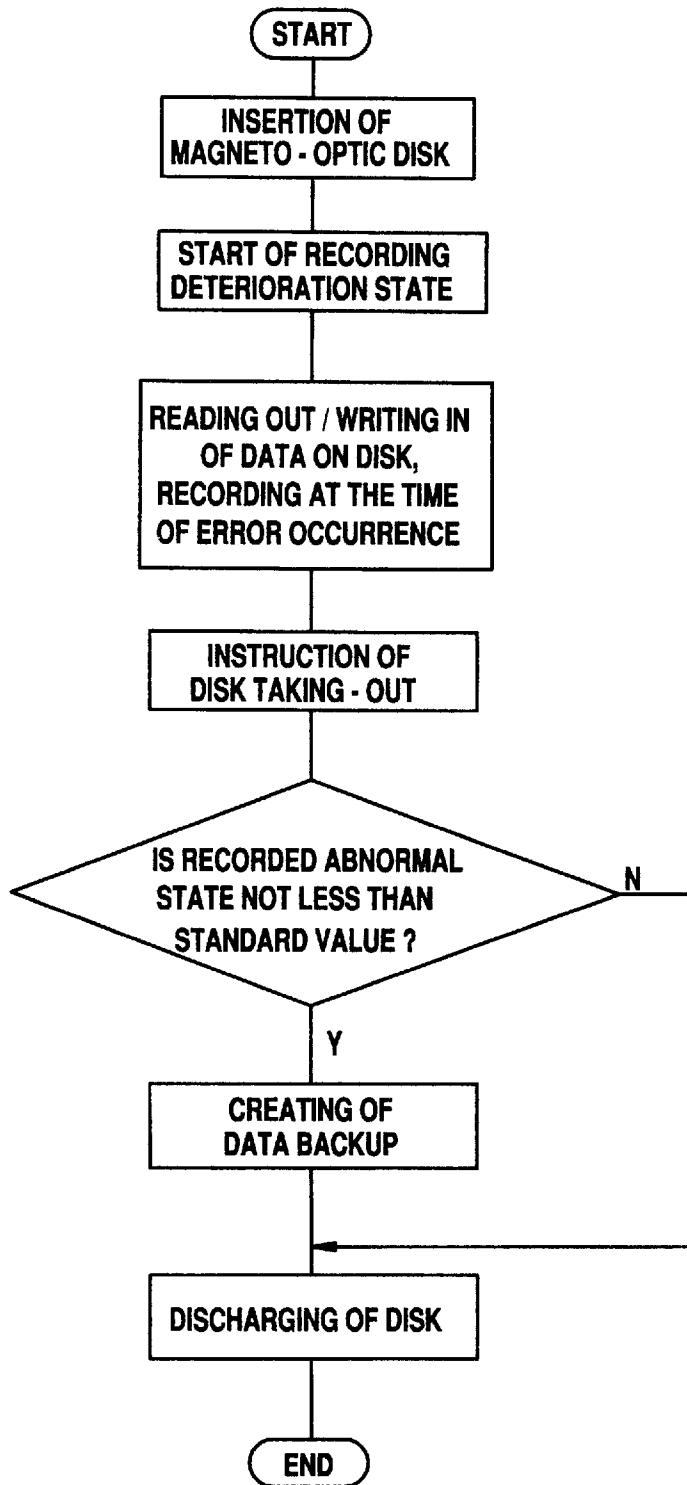 START
INSERTION OF
MAGNETO - OPTIC DISK
START OF RECORDING
DETERIORATION STATE
READING OUT / WRITING IN
OF DATA ON DISK,
RECORDING AT THE TIME
OF ERROR OCCURRENCE
INSTRUCTION OF
DISK TAKING - OUT
IS RECORDED ABNORMAL
STATE NOT LESS THAN
STANDARD VALUE ?
N
Y
CREATING OF
DATA BACKUP
DISCHARGING OF DISK
END